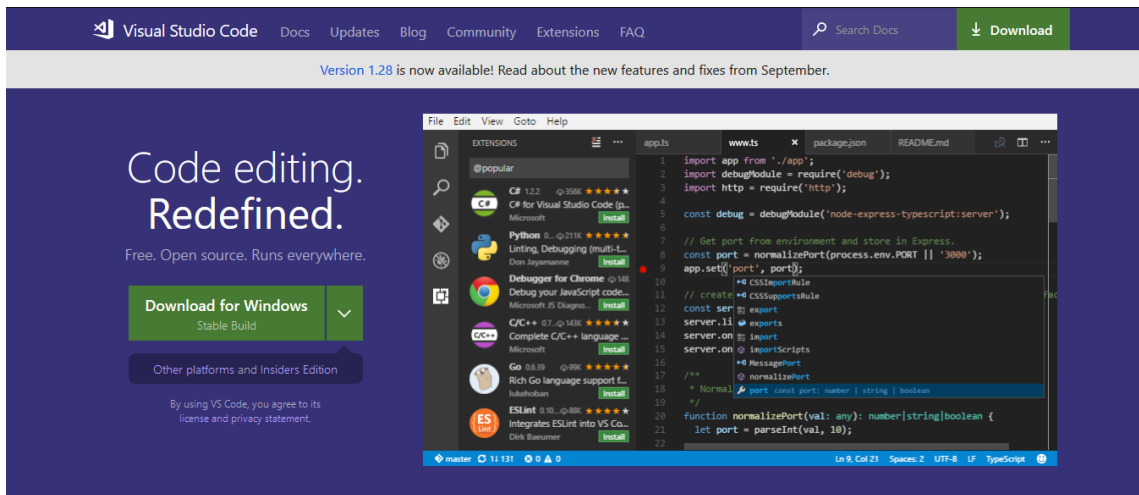 Visual Studio Code Docs Updates Blog Community Extensions FAQ Search Docs Download
Version 1.28 is now available! Read about the new features and fixes from September.
Code editing.
Redefined.
Free. Open source. Runs everywhere.
Download for Windows
Stable Build
Other platforms and Insiders Edition
By using VS Code, you agree to its
license and privacy statement.
File Edit View Goto Help
EXTENSIONS
@popular
C# 1.2.2 356K
C# for Visual Studio Code (p...
Microsoft Install
Python 0.... 211K
Linting, Debugging (multi-t...
Don Jayamanne Install
Debugger for Chrome 148
Debug your JavaScript code...
Microsoft JS Diagno... Install
C/C++ 0.7... 143K
Complete C/C++ language ...
Microsoft Install
Go 0.6.39 99K
Rich Go language support f...
lukehoban Install
ESLint 0.10... 88K
Integrates ESLint into VS Co...
Dirk Baeumer Install
C#
C/C++
ES
Lint
app.ts www.ts package.json README.md
1 import app from './app';
2 import debugModule = require('debug');
3 import http = require('http');
4
5 const debug = debugModule('node-express-typescript:server');
6
7 // Get port from environment and store in Express.
8 const port = normalizePort(process.env.PORT || '3000');
9 app.set('port', port);
10
11 // create
12 const ser
13 server.li
14 server.on
15 server.on
16
17 /**
18 * Normal
19 */
20 function normalizePort(val: any): number|string|boolean {
21 let port = parseInt(val, 10);
22
CSSImportRule
CSSSupportsRule
export
exports
import
importScripts
MessagePort
normalizePort
port const port: number | string | boolean
master 1↓ 13↑ 0 0 Ln 9, Col 21 Spaces: 2 UTF-8 LF TypeScript